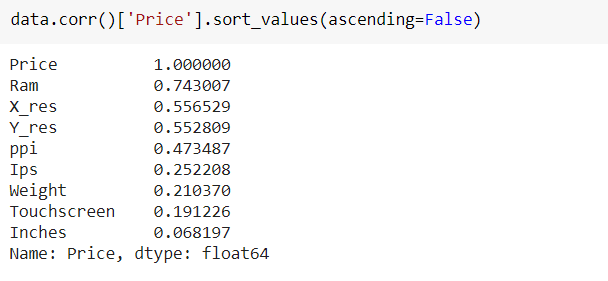 data.corr()['Price'].sort_values(ascending=False)
Price          1.000000
Ram            0.743007
X_res          0.556529
Y_res          0.552809
ppi            0.473487
Ips            0.252208
Weight         0.210370
Touchscreen    0.191226
Inches         0.068197
Name: Price, dtype: float64